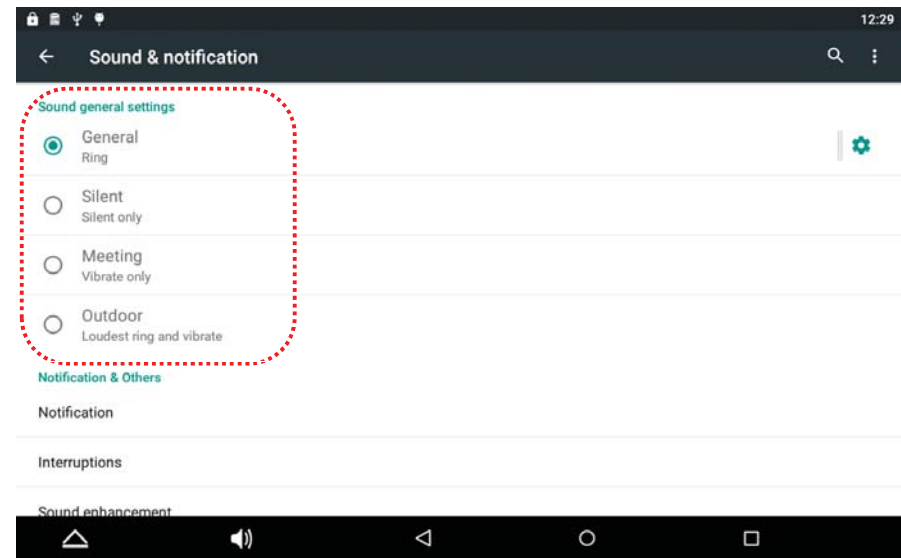 12:29
Sound & notification
Sound general settings
General
Ring
Silent
Silent only
Meeting
Vibrate only
Outdoor
Loudest ring and vibrate
Notification & Others
Notification
Interruptions
Sound enhancement